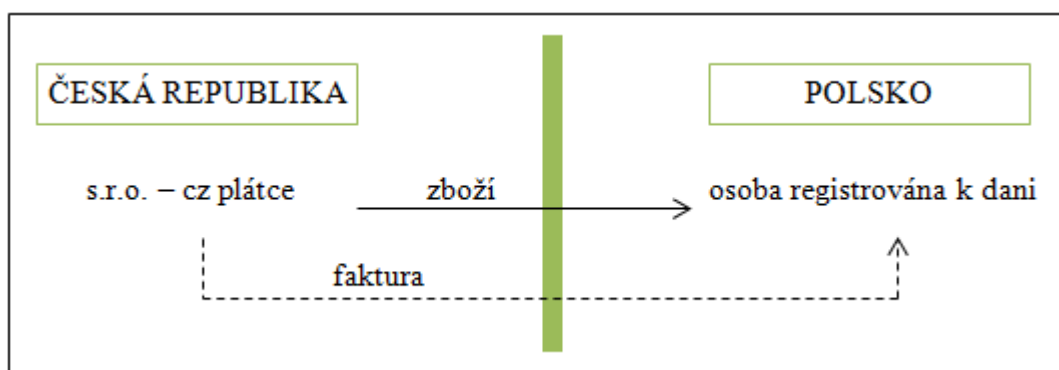 ČESKÁ REPUBLIKA
POLSKO
s.r.o. – cz plátce
zboží
osoba registrována k dani
faktura